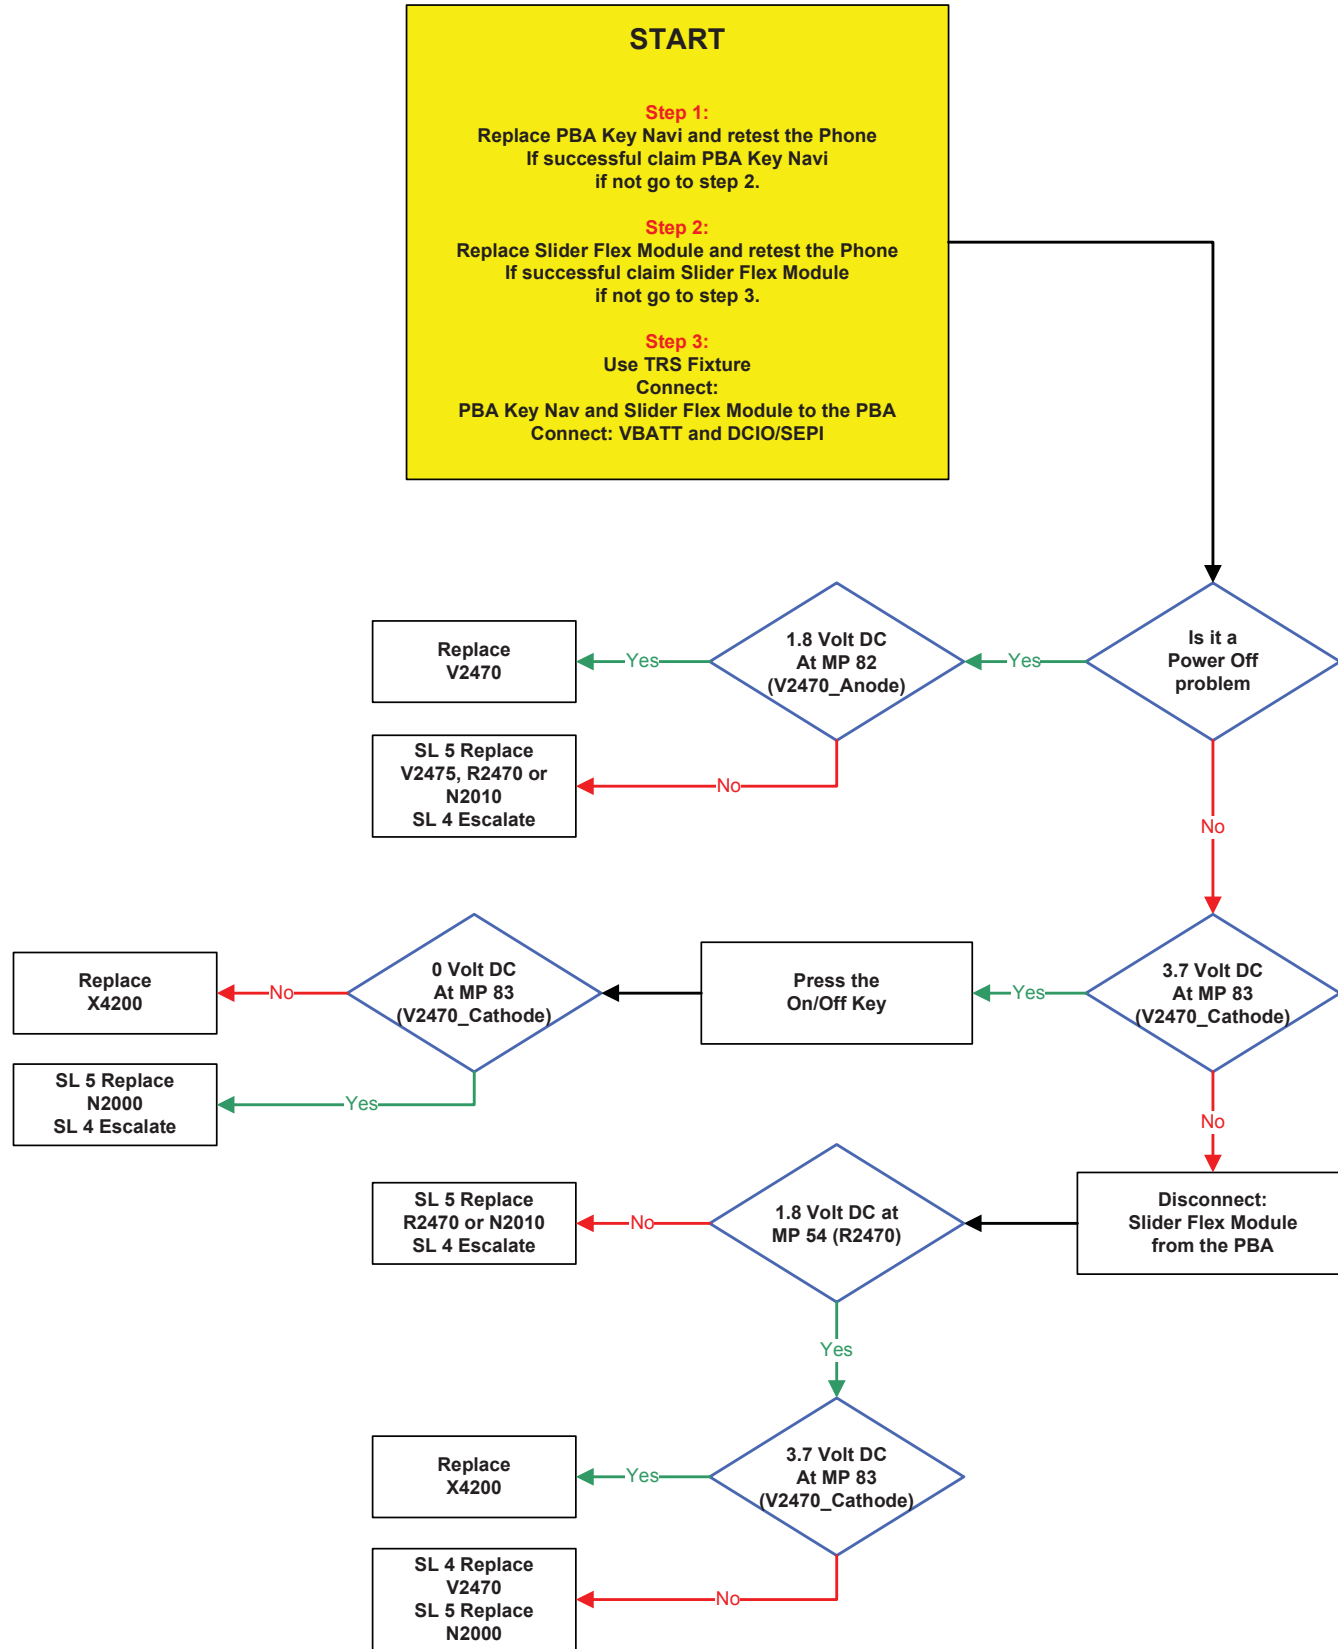 START
Step 1:
Replace PBA Key Navi and retest the Phone
If successful claim PBA Key Navi
if not go to step 2.
Step 2:
Replace Slider Flex Module and retest the Phone
If successful claim Slider Flex Module
if not go to step 3.
Step 3:
Use TRS Fixture
Connect:
PBA Key Nav and Slider Flex Module to the PBA
Connect: VBATT and DCIO/SEPI
Is it a
Power Off
problem
Yes
1.8 Volt DC
At MP 82
(V2470_Anode)
Yes
Replace
V2470
No
SL 5 Replace
V2475, R2470 or
N2010
SL 4 Escalate
No
3.7 Volt DC
At MP 83
(V2470_Cathode)
Yes
Press the
On/Off Key
0 Volt DC
At MP 83
(V2470_Cathode)
No
Replace
X4200
Yes
SL 5 Replace
N2000
SL 4 Escalate
No
Disconnect:
Slider Flex Module
from the PBA
1.8 Volt DC at
MP 54 (R2470)
No
SL 5 Replace
R2470 or N2010
SL 4 Escalate
Yes
3.7 Volt DC
At MP 83
(V2470_Cathode)
Yes
Replace
X4200
No
SL 4 Replace
V2470
SL 5 Replace
N2000